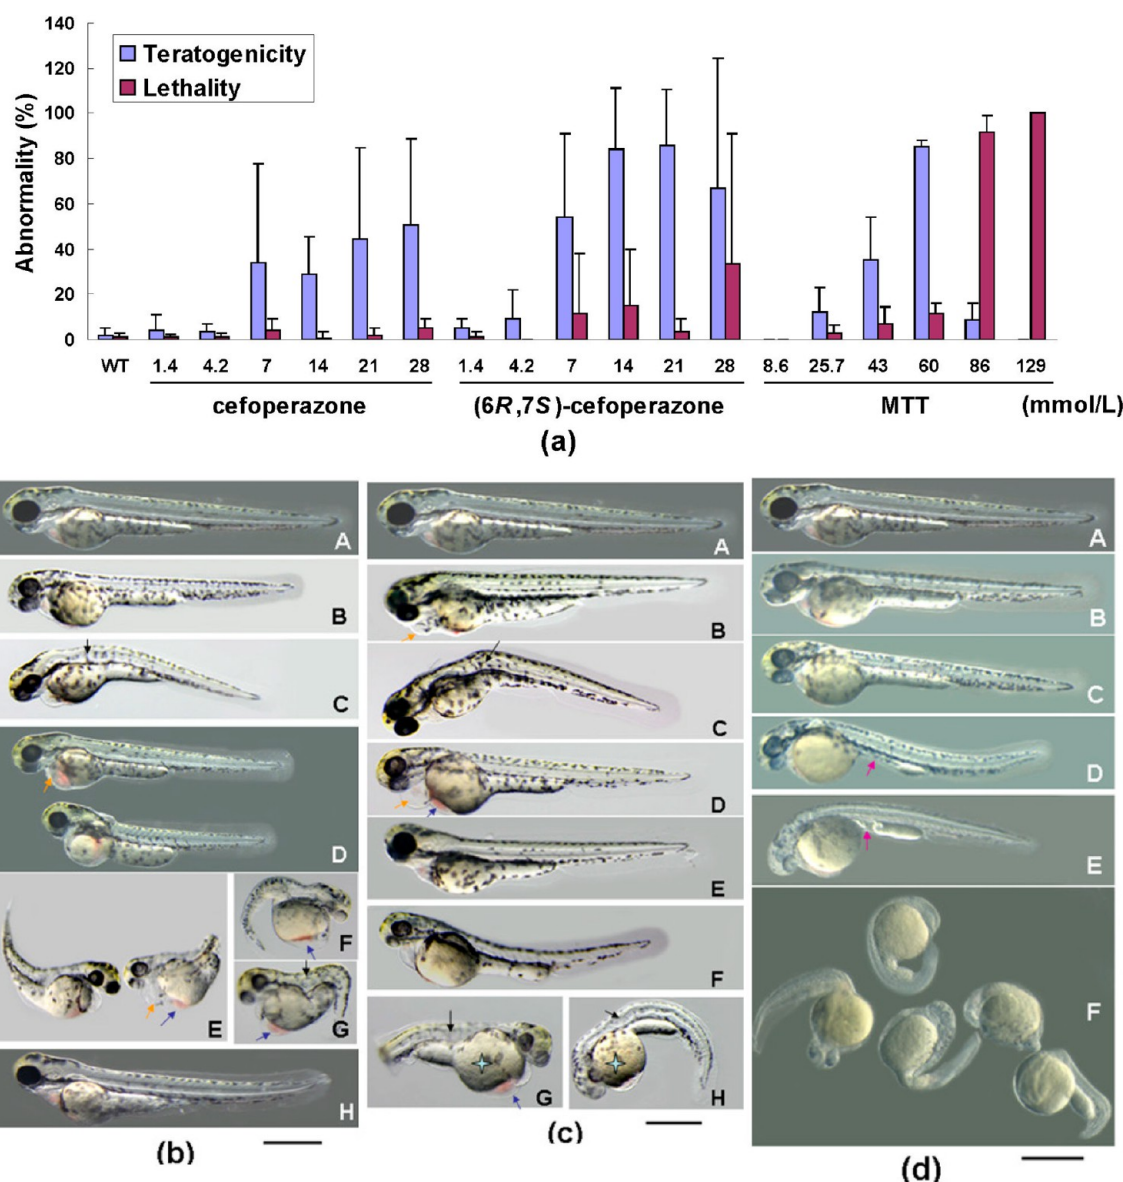 140
120
100
80
60
40
20
0
Abnormality (%)
Teratogenicity
Lethality
WT 1.4 4.2 7 14 21 28 1.4 4.2 7 14 21 28 8.6 25.7 43 60 86 129
cefoperazone (6R,7S)-cefoperazone MTT (mmol/L)
(a)
A
B
C
D
E
F
G
H
(b)
A
B
C
D
E
F
G
H
(c)
A
B
C
D
E
F
(d)